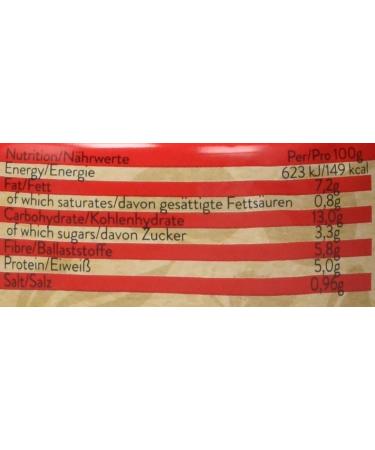 Nutrition/Nährwerte Per/Pro 100g
Energy/Energie 623 kJ/149 kcal
Fat/Fett 7,2g
of which saturates/davon gesättigte Fettsäuren 0,8g
Carbohydrate/Kohlenhydrate 13,0g
of which sugars/davon Zucker 3,3g
Fibre/Ballaststoffe 5,8g
Protein/Eiweiß 5,0g
Salt/Salz 0,96g